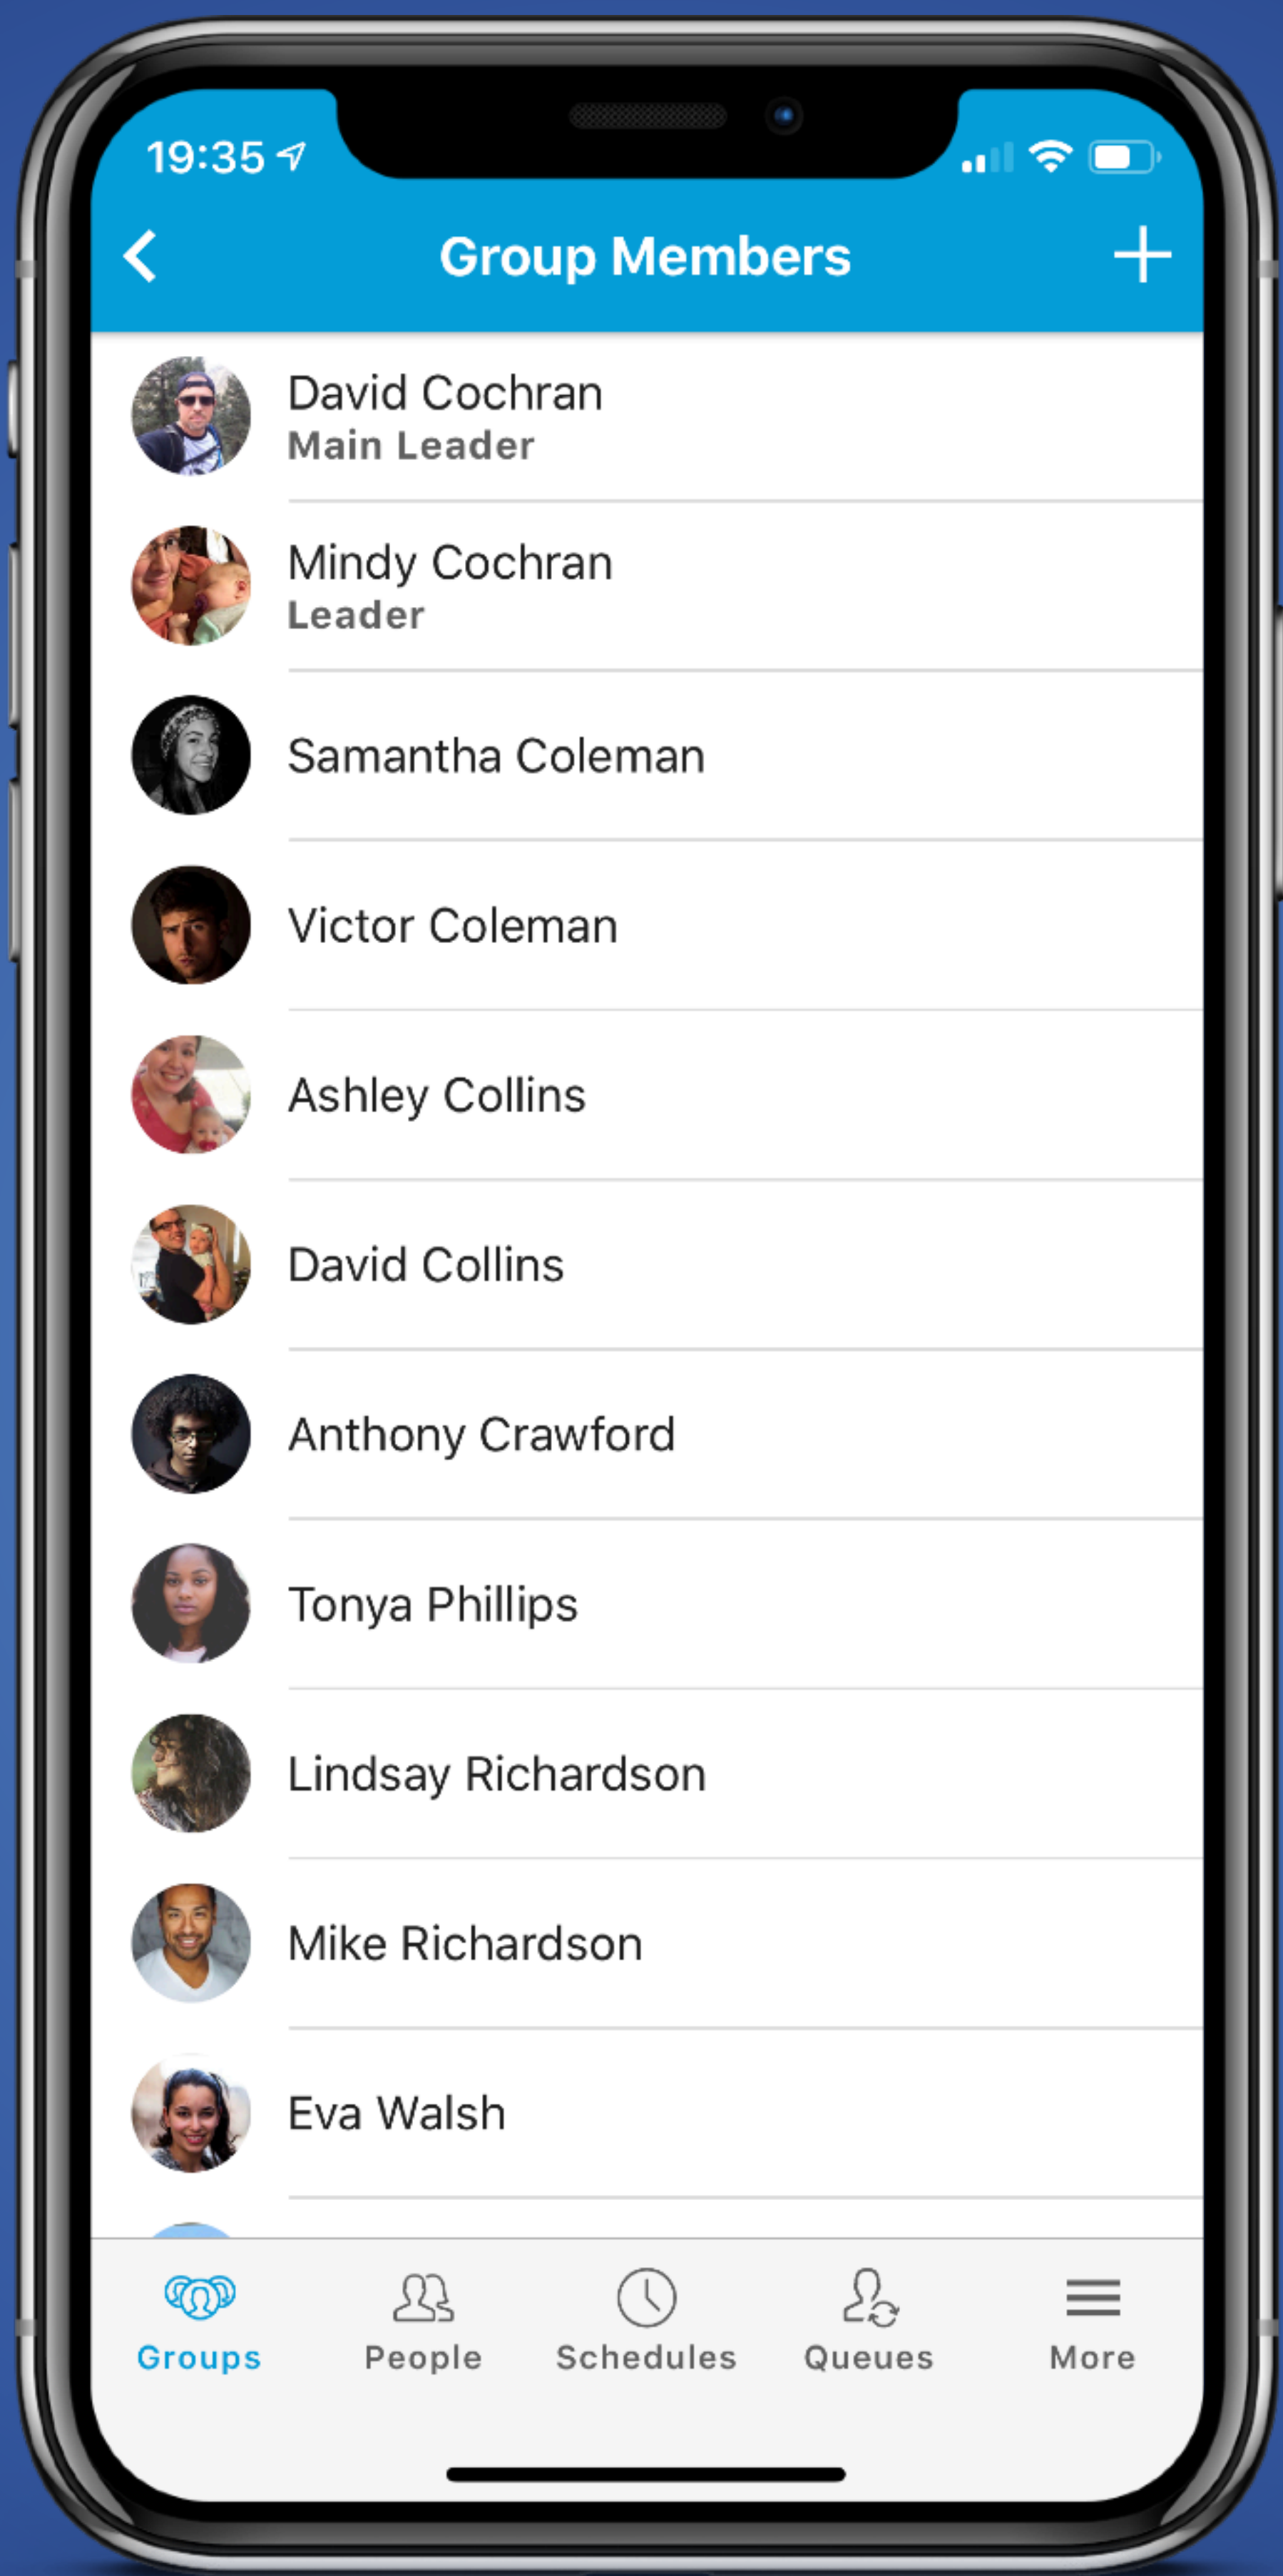 19:35
Group Members
David Cochran
Main Leader
Mindy Cochran
Leader
Samantha Coleman
Victor Coleman
Ashley Collins
David Collins
Anthony Crawford
Tonya Phillips
Lindsay Richardson
Mike Richardson
Eva Walsh
Groups People Schedules Queues More